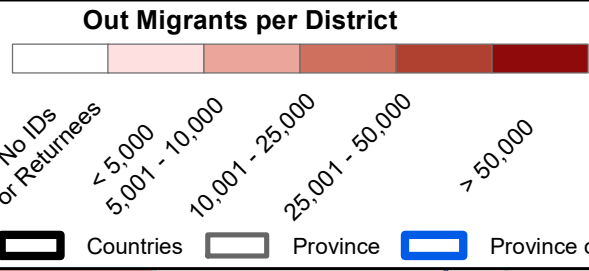 Out Migrants per District
No IDs
or Returnees
< 5,000
5,001 - 10,000
10,001 - 25,000
25,001 - 50,000
> 50,000
Countries
Province
Province